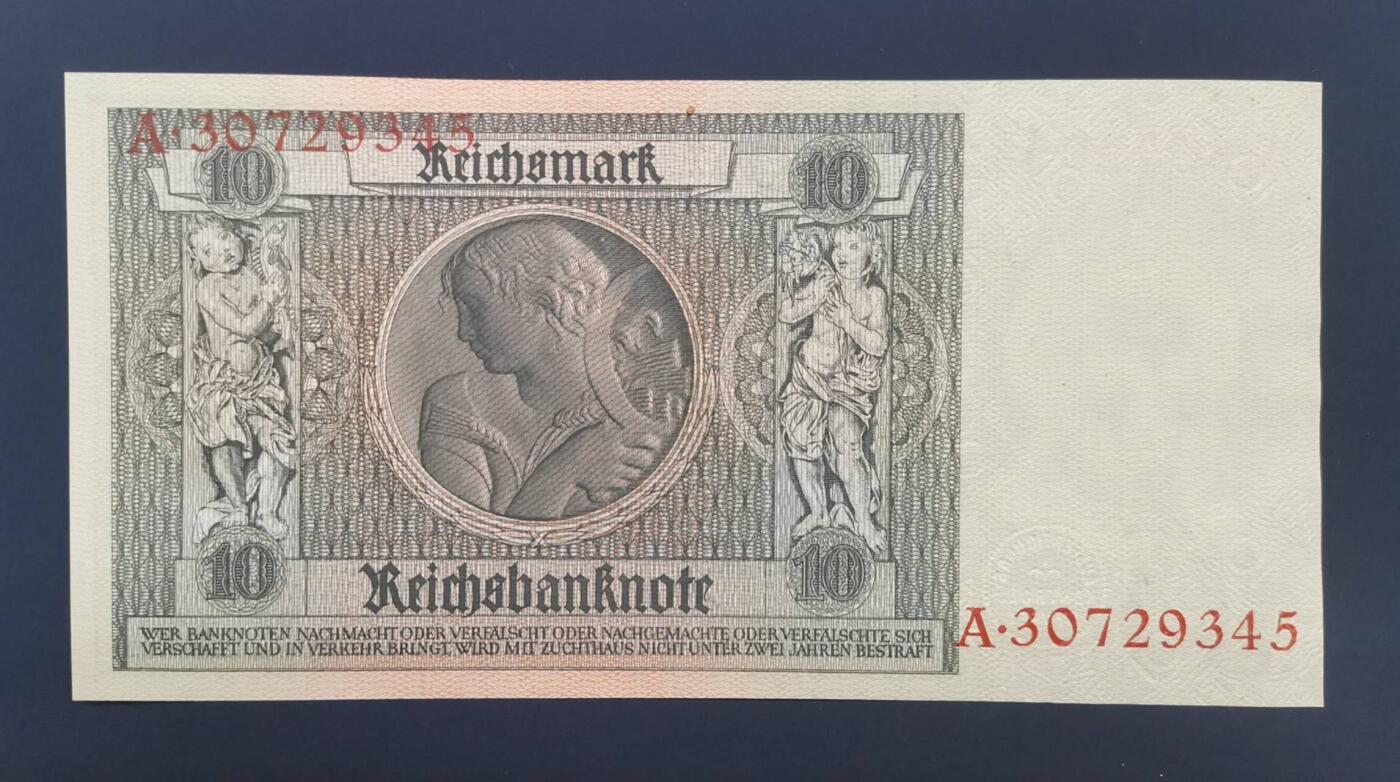 A·30729345
10 Reichsmark 10
10 Reichsbanknote 10
WER BANKNOTEN NACHMACHT ODER VERFÄLSCHT ODER NACHGEMACHTE ODER VERFÄLSCHTE SICH
VERSCHAFFT UND IN VERKEHR BRINGT, WIRD MIT ZUCHTHAUS NICHT UNTER ZWEI JAHREN BESTRAFT
A·30729345